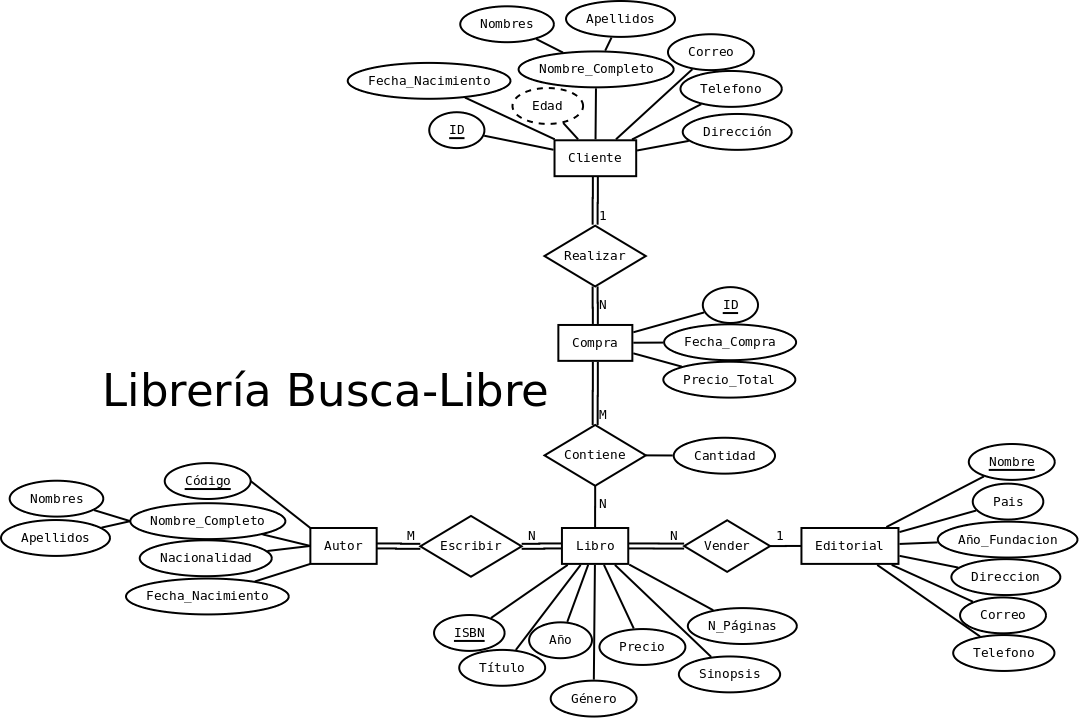 Nombres
Apellidos
Correo
Nombre_Completo
Fecha_Nacimiento
Telefono
Edad
ID
Dirección
Cliente
1
Realizar
N
ID
Compra
Fecha_Compra
Precio_Total
Librería Busca-Libre
M
Contiene
Cantidad
N
Código
Nombres
Nombre_Completo
Apellidos
Nacionalidad
Fecha_Nacimiento
Autor
M
Escribir
N
Libro
N
Vender
1
Editorial
Nombre
Pais
Año_Fundacion
Direccion
Correo
Telefono
ISBN
Título
Año
Género
Precio
Sinopsis
N_Páginas